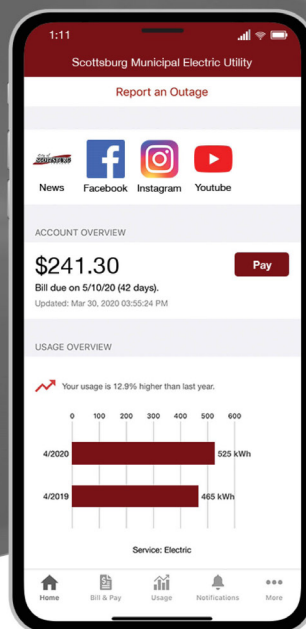 1:11
Scottsburg Municipal Electric Utility
Report an Outage
City of
SCOTTSBURG
News Facebook Instagram Youtube
ACCOUNT OVERVIEW
$241.30
Pay
Bill due on 5/10/20 (42 days).
Updated: Mar 30, 2020 03:55:24 PM
USAGE OVERVIEW
Your usage is 12.9% higher than last year.
0 100 200 300 400 500 600
4/2020 525 kWh
4/2019 465 kWh
Service: Electric
Home Bill & Pay Usage Notifications More